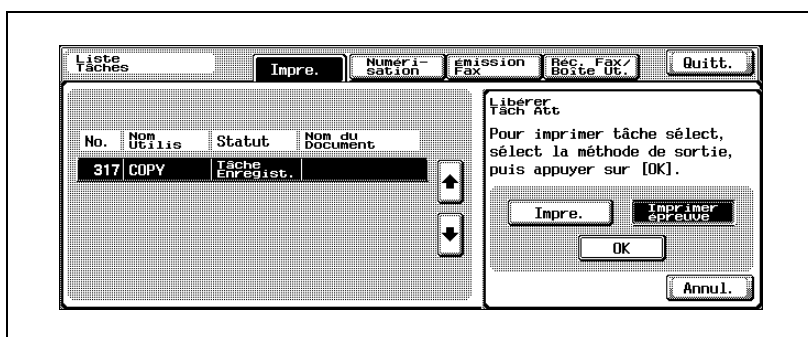 Liste
Tâches
Impre.
Numéri-
sation
Émission
Fax
Réc. Fax/
Boîte Ut.
Quitt.
No.
Nom
Utilis
Statut
Nom du
Document
317
COPY
Tâche
Enregist.
Libérer
Tâch Att
Pour imprimer tâche sélect,
sélect la méthode de sortie,
puis appuyer sur [OK].
Impre.
Imprimer
épreuve
OK
Annul.